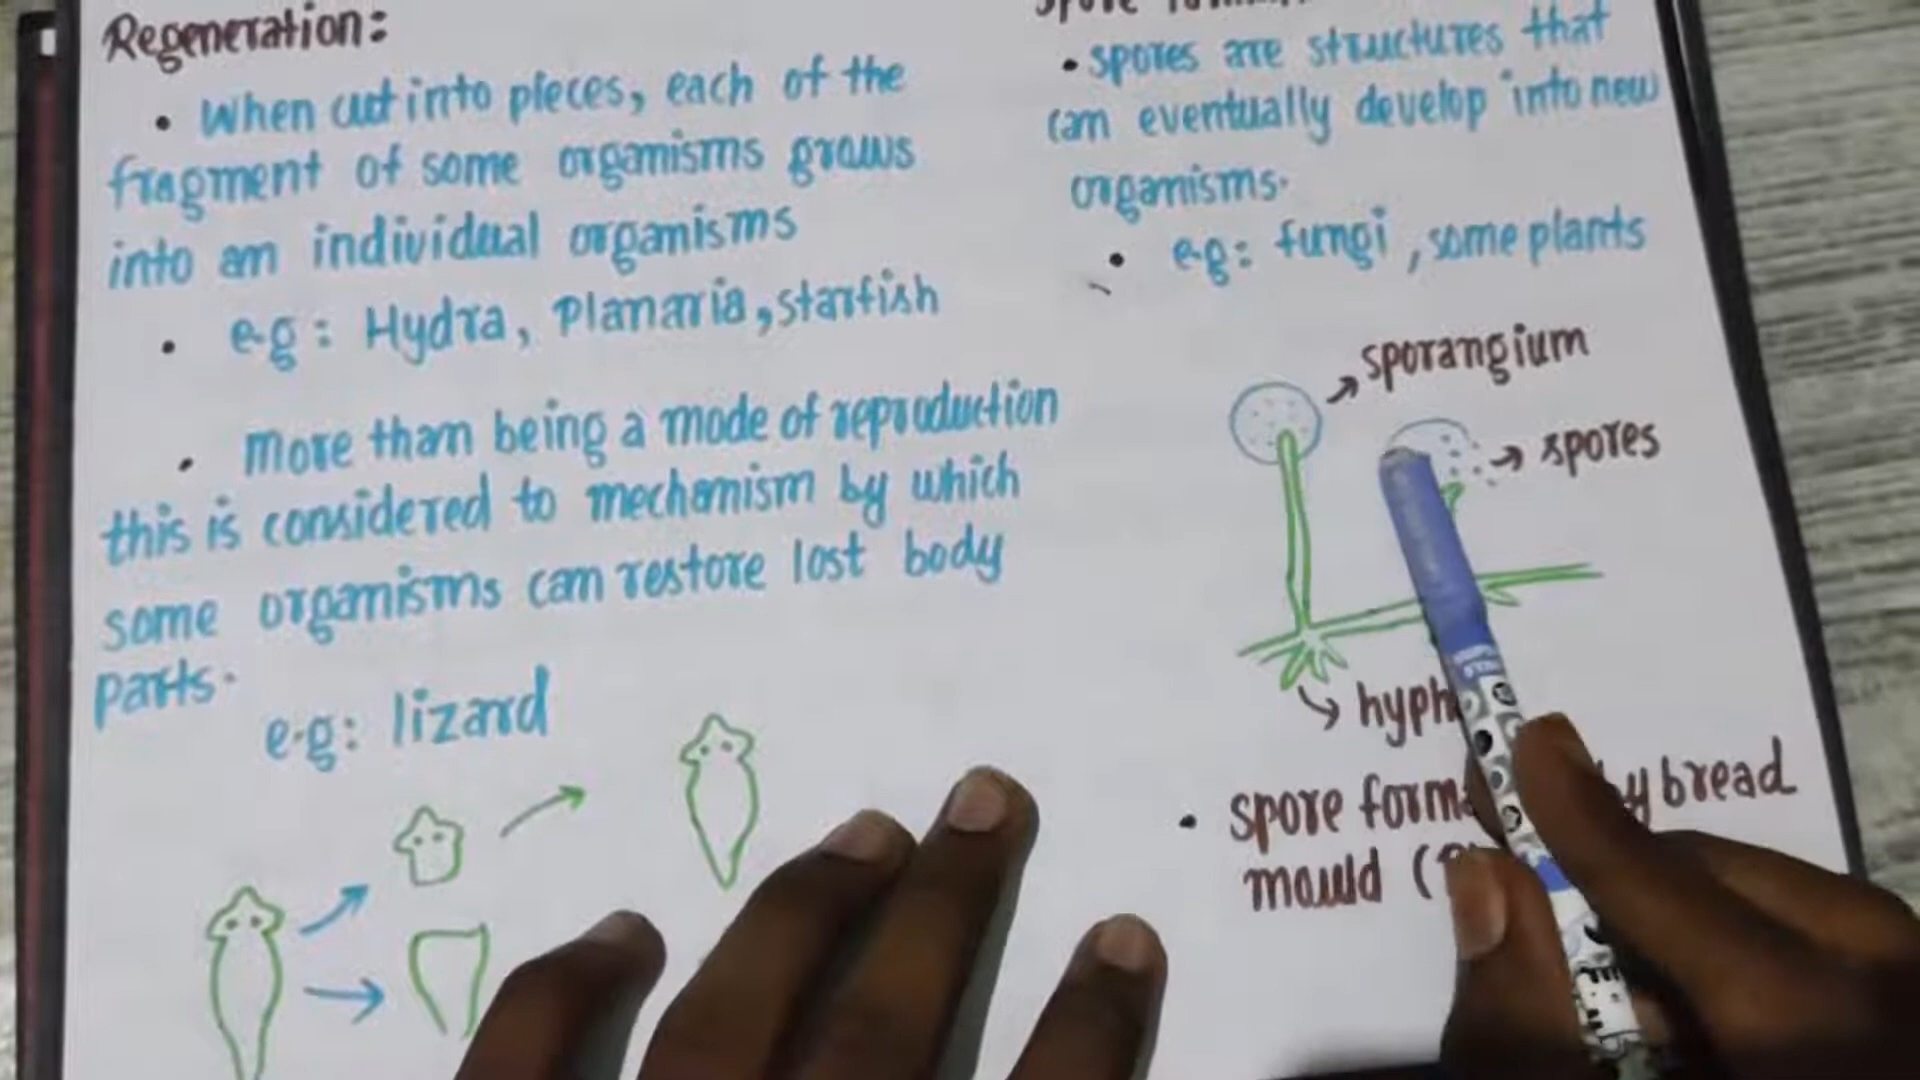 Regeneration:
• When cut into pieces, each of the
fragment of some organisms grows
into an individual organisms
• e.g: Hydra, Planaria, starfish
• More than being a mode of reproduction
this is considered to mechanism by which
some organisms can restore lost body
parts.
e.g: lizard
• spores are structures that
can eventually develop into new
organisms.
• e.g: fungi, some plants
sporangium
spores
• spore by bread
mould (